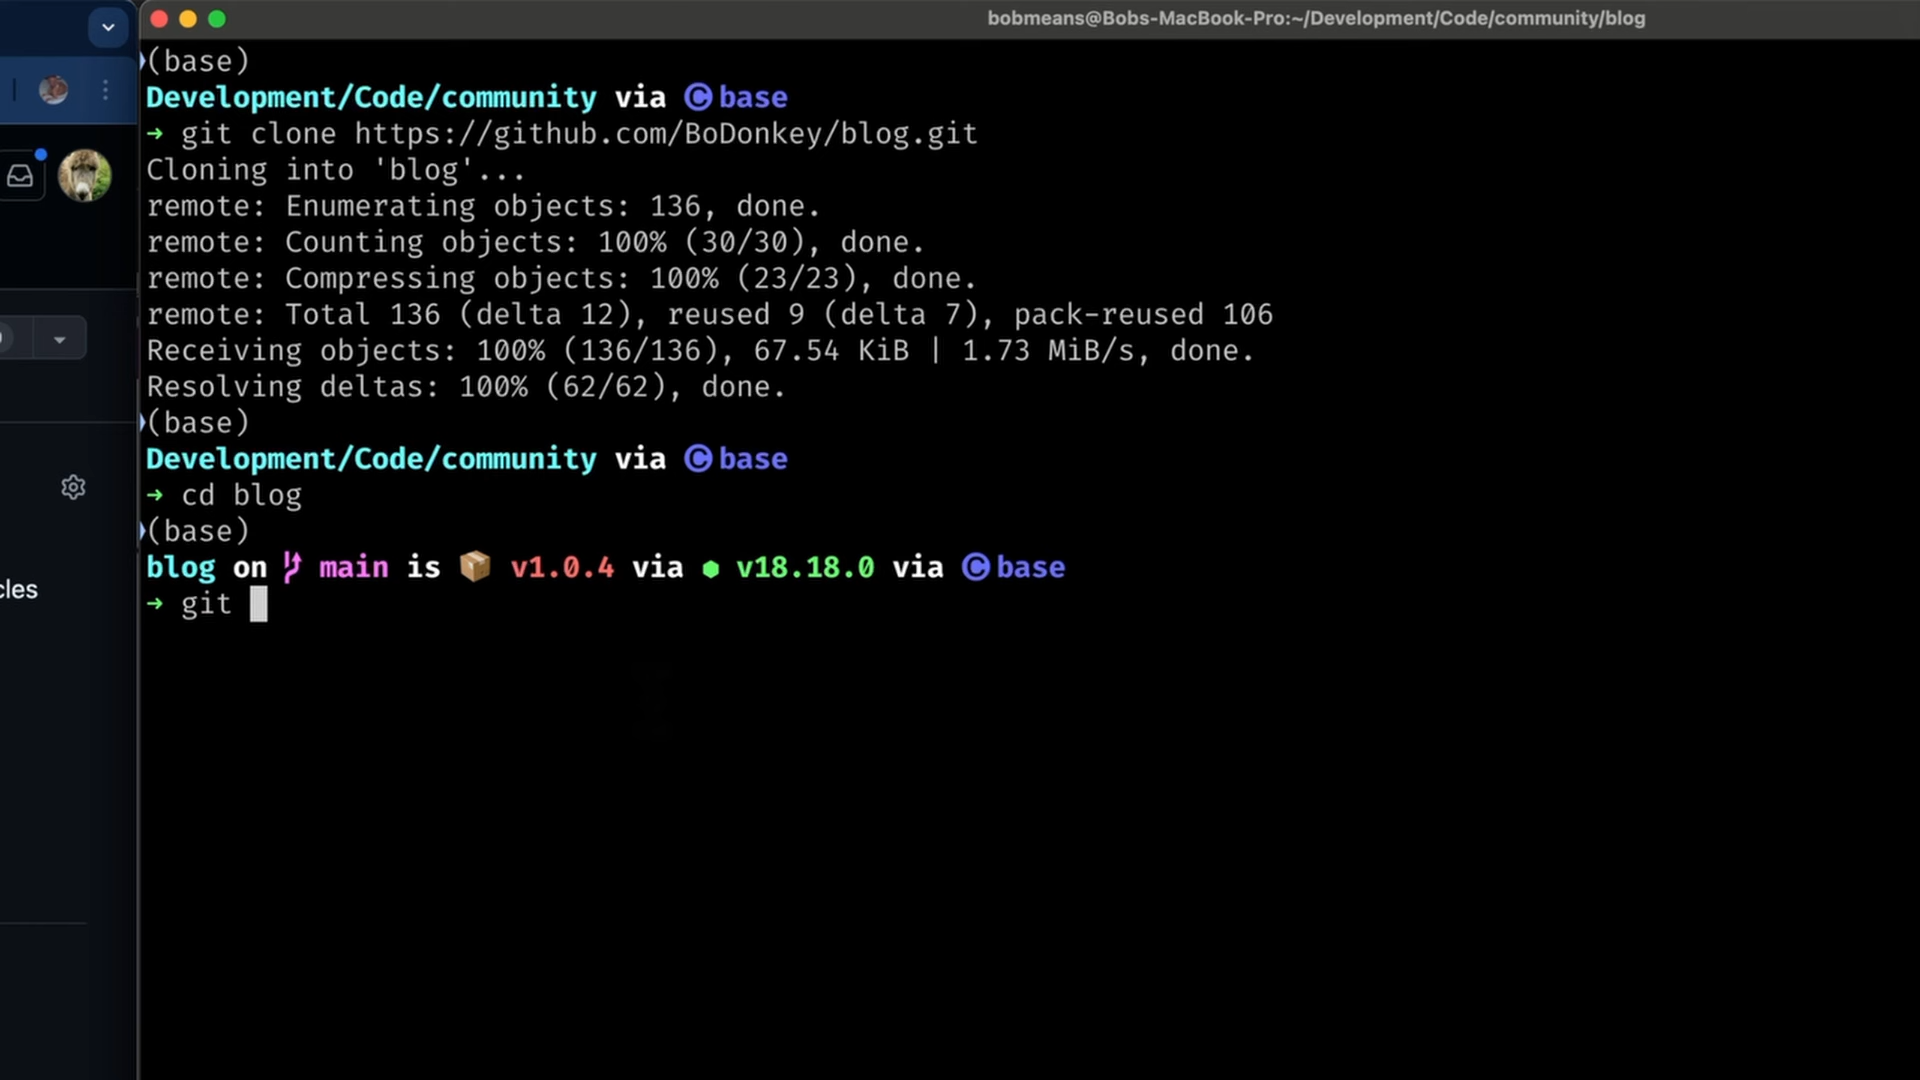 bobmeans@Bobs-MacBook-Pro:~/Development/Code/community/blog
(base)
Development/Code/community via ©base
→ git clone https://github.com/BoDonkey/blog.git
Cloning into 'blog'...
remote: Enumerating objects: 136, done.
remote: Counting objects: 100% (30/30), done.
remote: Compressing objects: 100% (23/23), done.
remote: Total 136 (delta 12), reused 9 (delta 7), pack-reused 106
Receiving objects: 100% (136/136), 67.54 KiB | 1.73 MiB/s, done.
Resolving deltas: 100% (62/62), done.
(base)
Development/Code/community via ©base
→ cd blog
(base)
blog on main is 📦 v1.0.4 via ⬢ v18.18.0 via ©base
→ git
cles